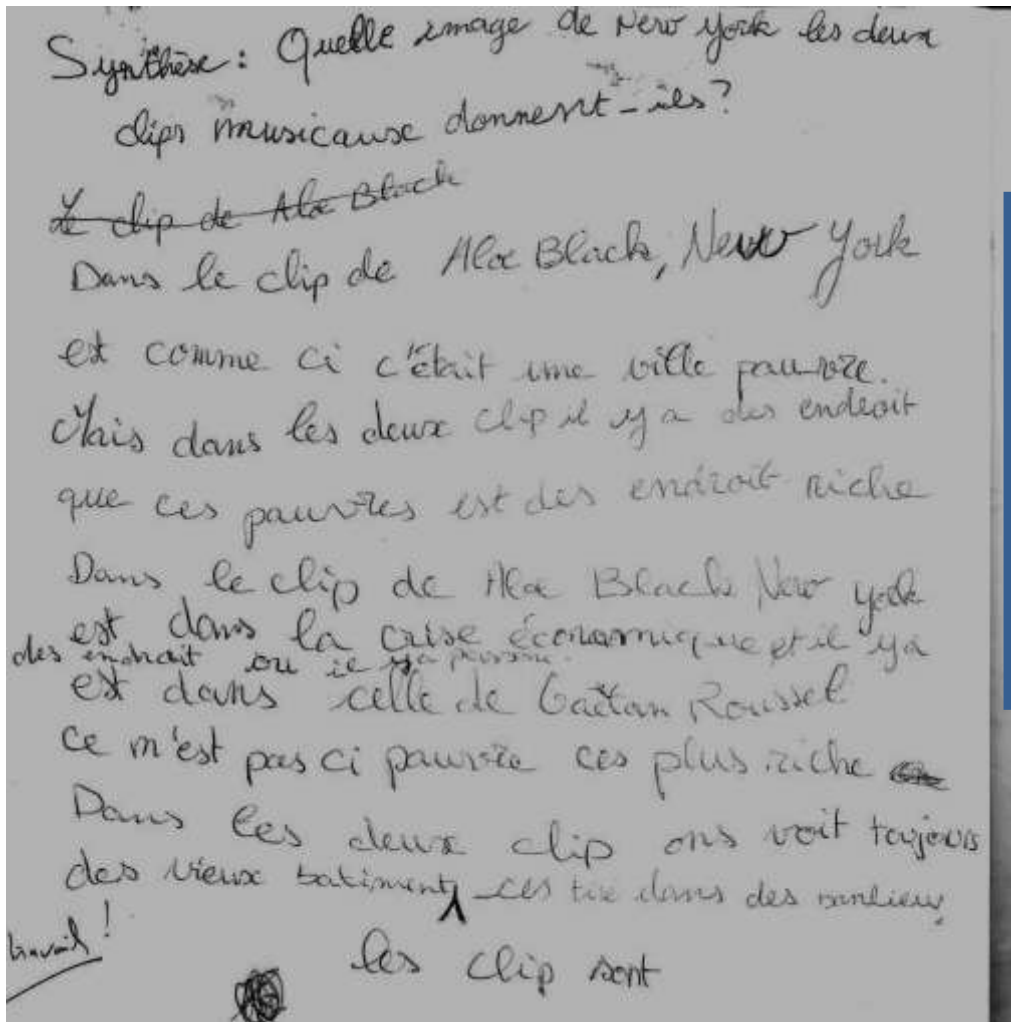 Synthèse : Quelle image de New York les deux
clips musicause donnent-ils?
Le clip de Aloe Black
Dans le clip de Aloe Black, New York
est comme ci c'était une ville pauvre.
Mais dans les deux clip il y a des endroit
que ces pauvres est des endroit riche
Dans le clip de Aloe Black New york
est dans la crise économique et il y a
des endrait ou il y a personne.
est dans celle de Gaëtan Roussel
ce n'est pas ci pauvre ces plus riche
Dans les deux clip ons voit toujours
des vieux batiment ces dans des
travail !
les clip sont